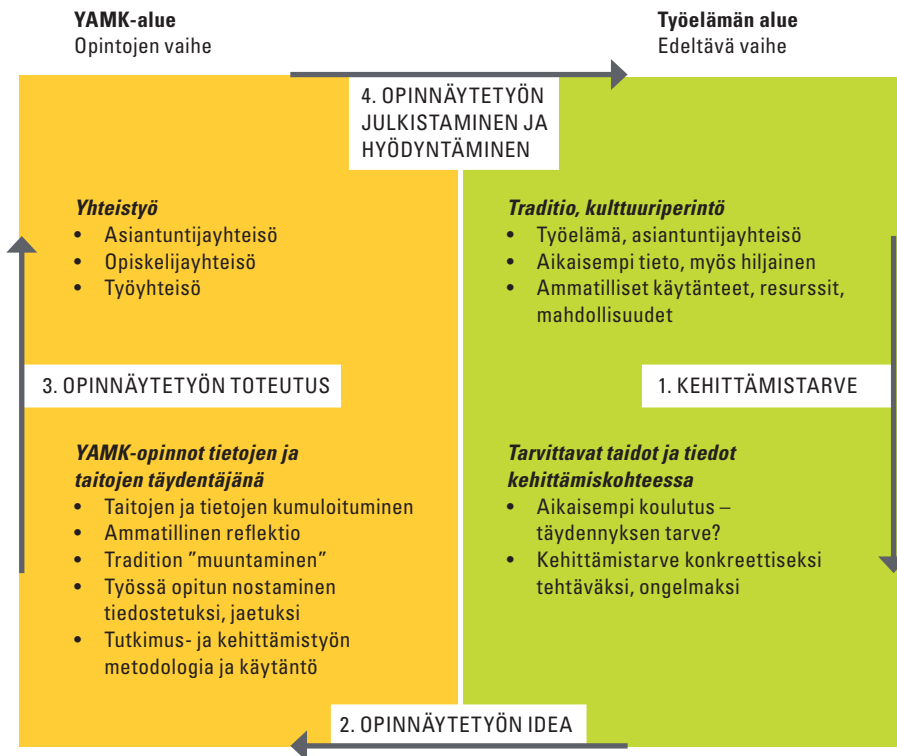 YAMK-alue
Opintojen vaihe
Työelämän alue
Edeltävä vaihe
4. OPINNÄYTETYÖN
JULKISTAMINEN JA
HYÖDYNTÄMINEN
Yhteistyö
• Asiantuntijayhteisö
• Opiskelijayhteisö
• Työyhteisö
Traditio, kulttuuriperintö
• Työelämä, asiantuntijayhteisö
• Aikaisempi tieto, myös hiljainen
• Ammatilliset käytänteet, resurssit,
mahdollisuudet
3. OPINNÄYTETYÖN TOTEUTUS
1. KEHITTÄMISTARVE
YAMK-opinnot tietojen ja
taitojen täydentäjänä
• Taitojen ja tietojen kumuloituminen
• Ammatillinen reflektio
• Tradition ”muuntaminen”
• Työssä opitun nostaminen
tiedostetuksi, jaetuksi
• Tutkimus- ja kehittämistyön
metodologia ja käytäntö
Tarvittavat taidot ja tiedot
kehittämiskohteessa
• Aikaisempi koulutus –
täydennyksen tarve?
• Kehittämistarve konkreettiseksi
tehtäväksi, ongelmaksi
2. OPINNÄYTETYÖN IDEA